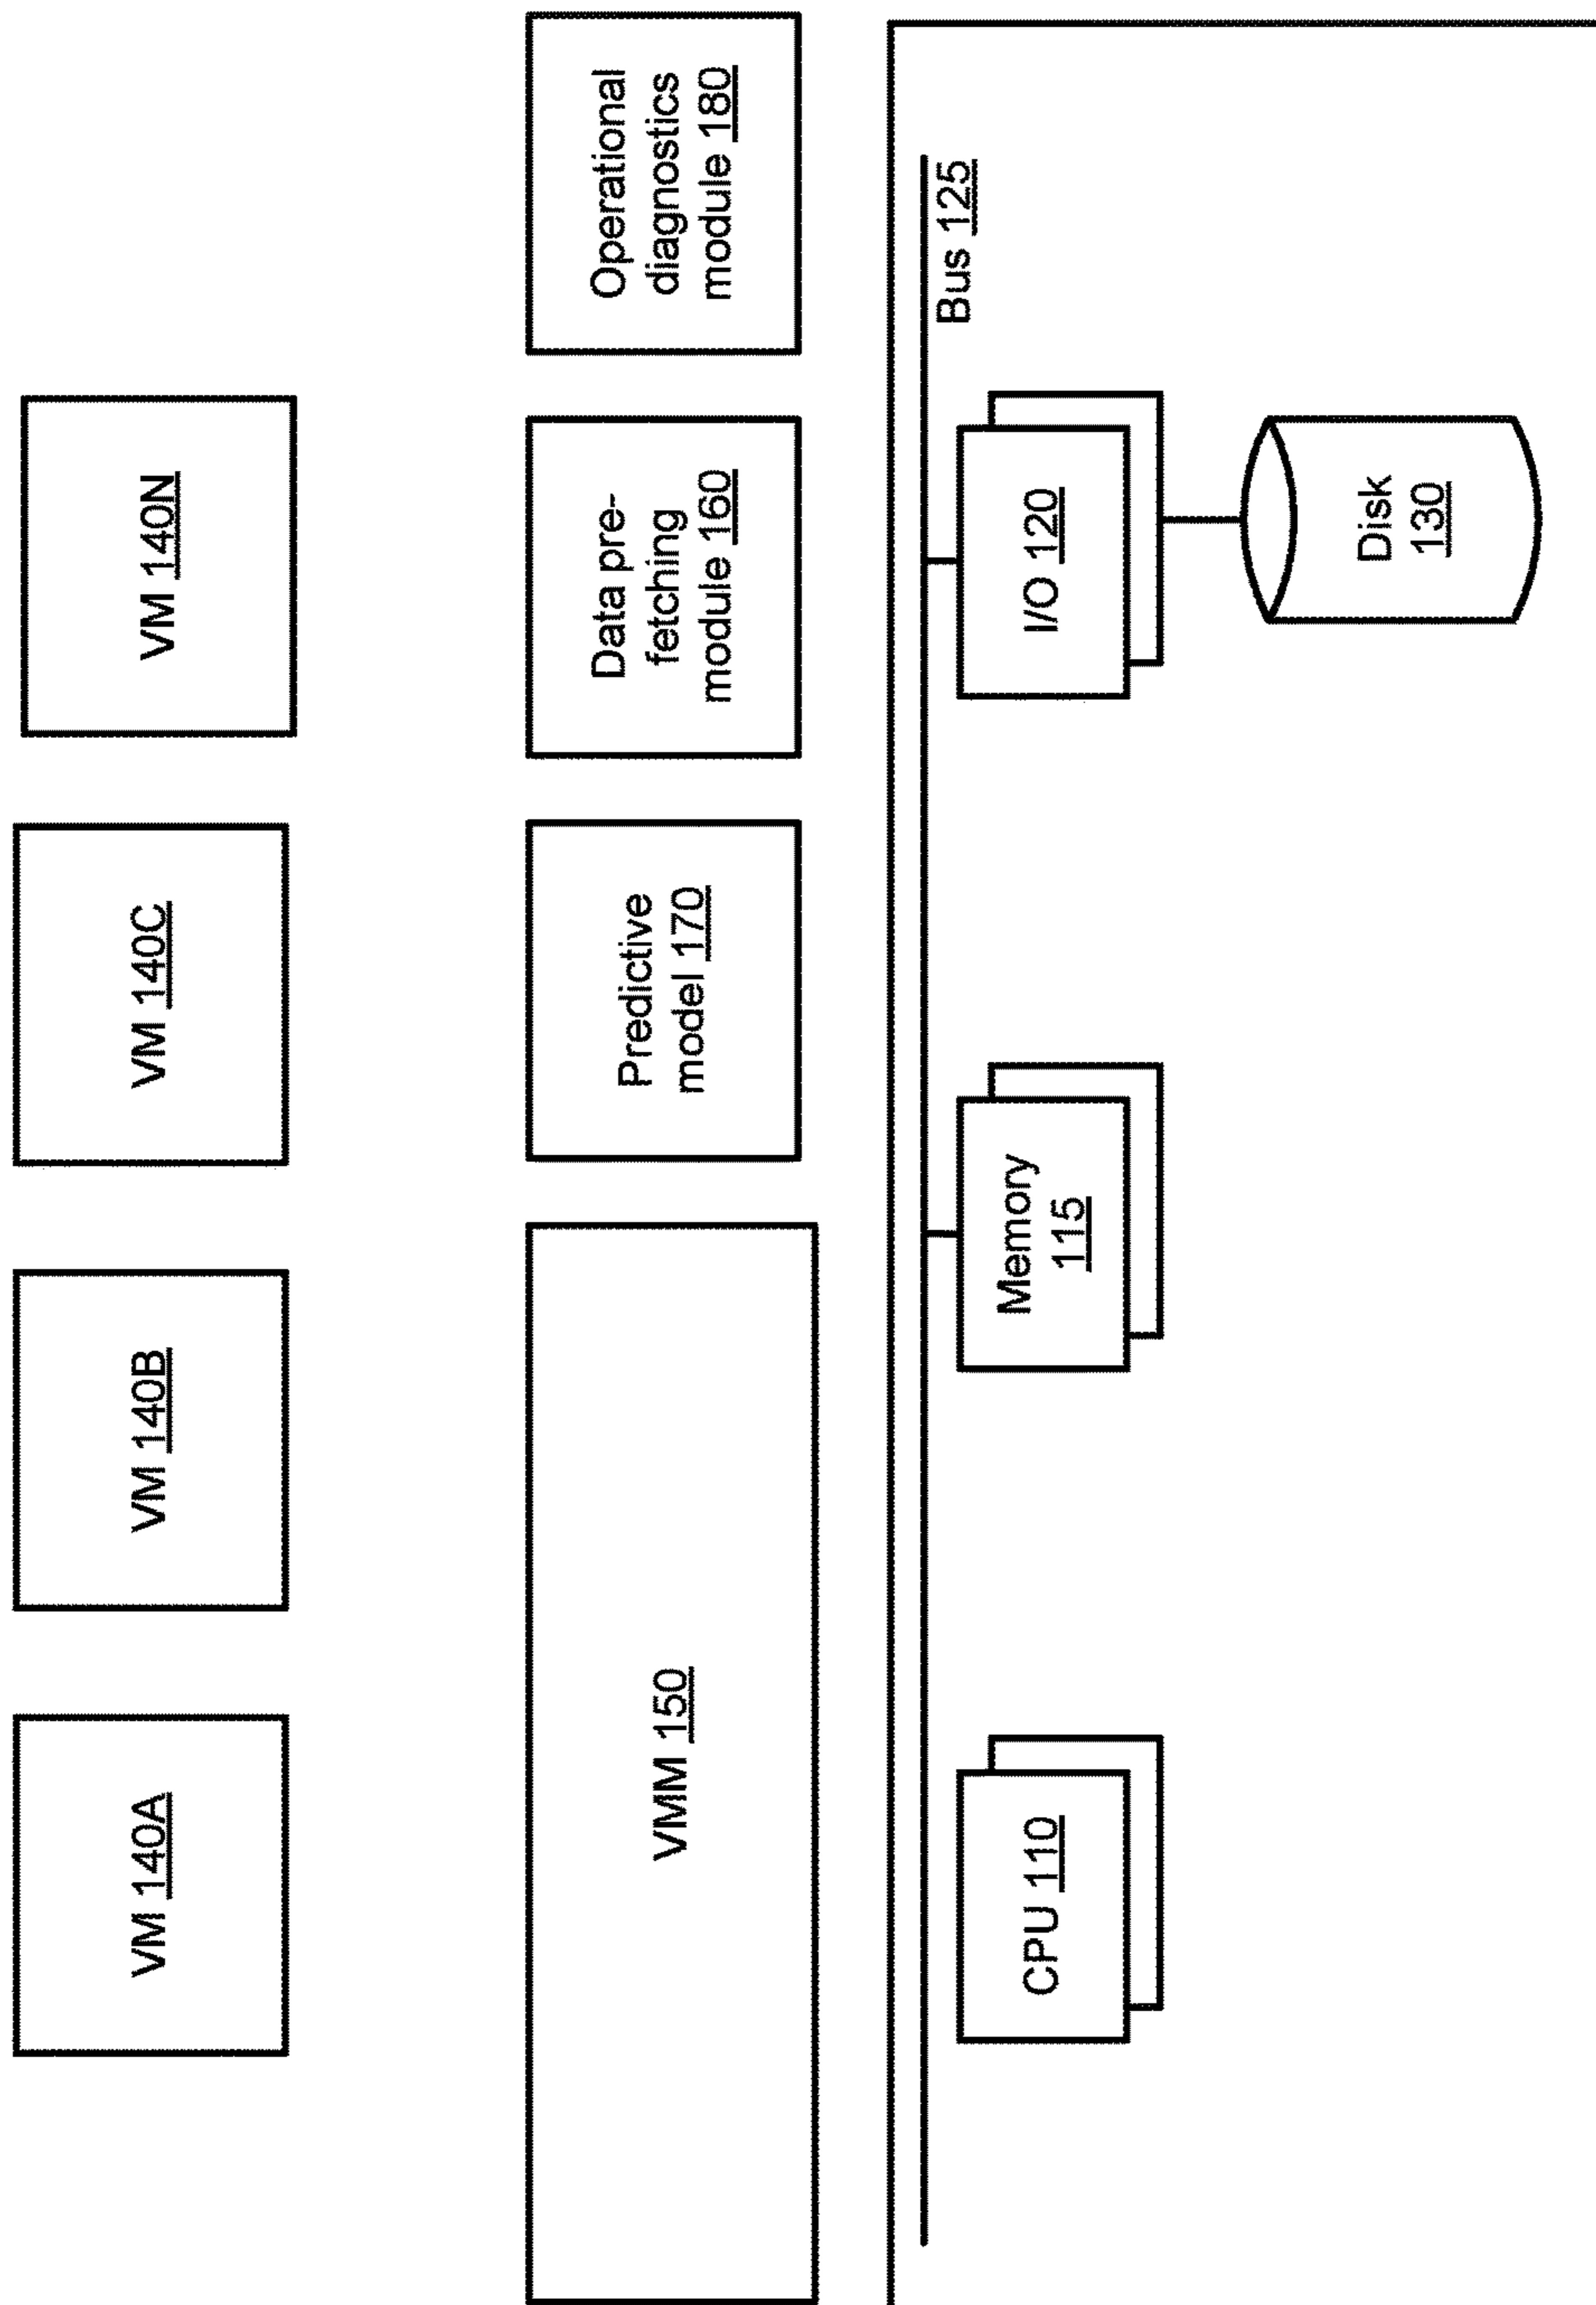 VM 140A
VM 140B
VM 140C
VM 140N
VMM 150
Predictive
model 170
Data pre-
fetching
module 160
Operational
diagnostics
module 180
Bus 125
CPU 110
Memory
115
I/O 120
Disk
130